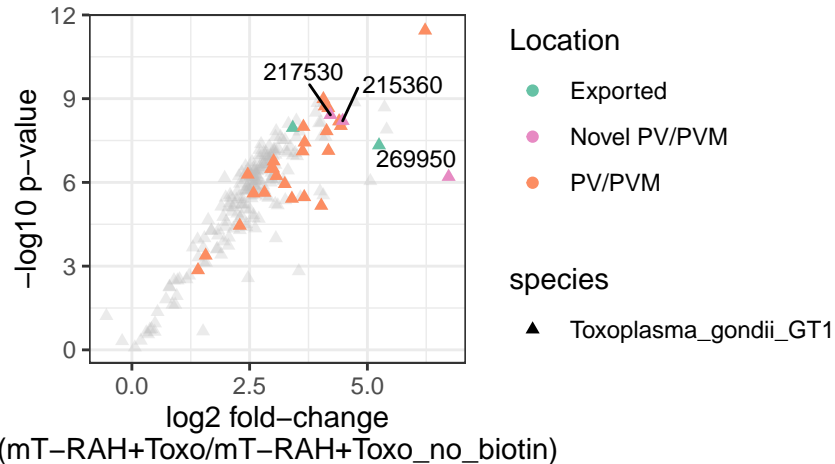 12
9
6
3
0
−log10 p−value
217530
215360
269950
0.0
2.5
5.0
log2 fold−change
(mT−RAH+Toxo/mT−RAH+Toxo_no_biotin)
Location
Exported
Novel PV/PVM
PV/PVM
species
Toxoplasma_gondii_GT1